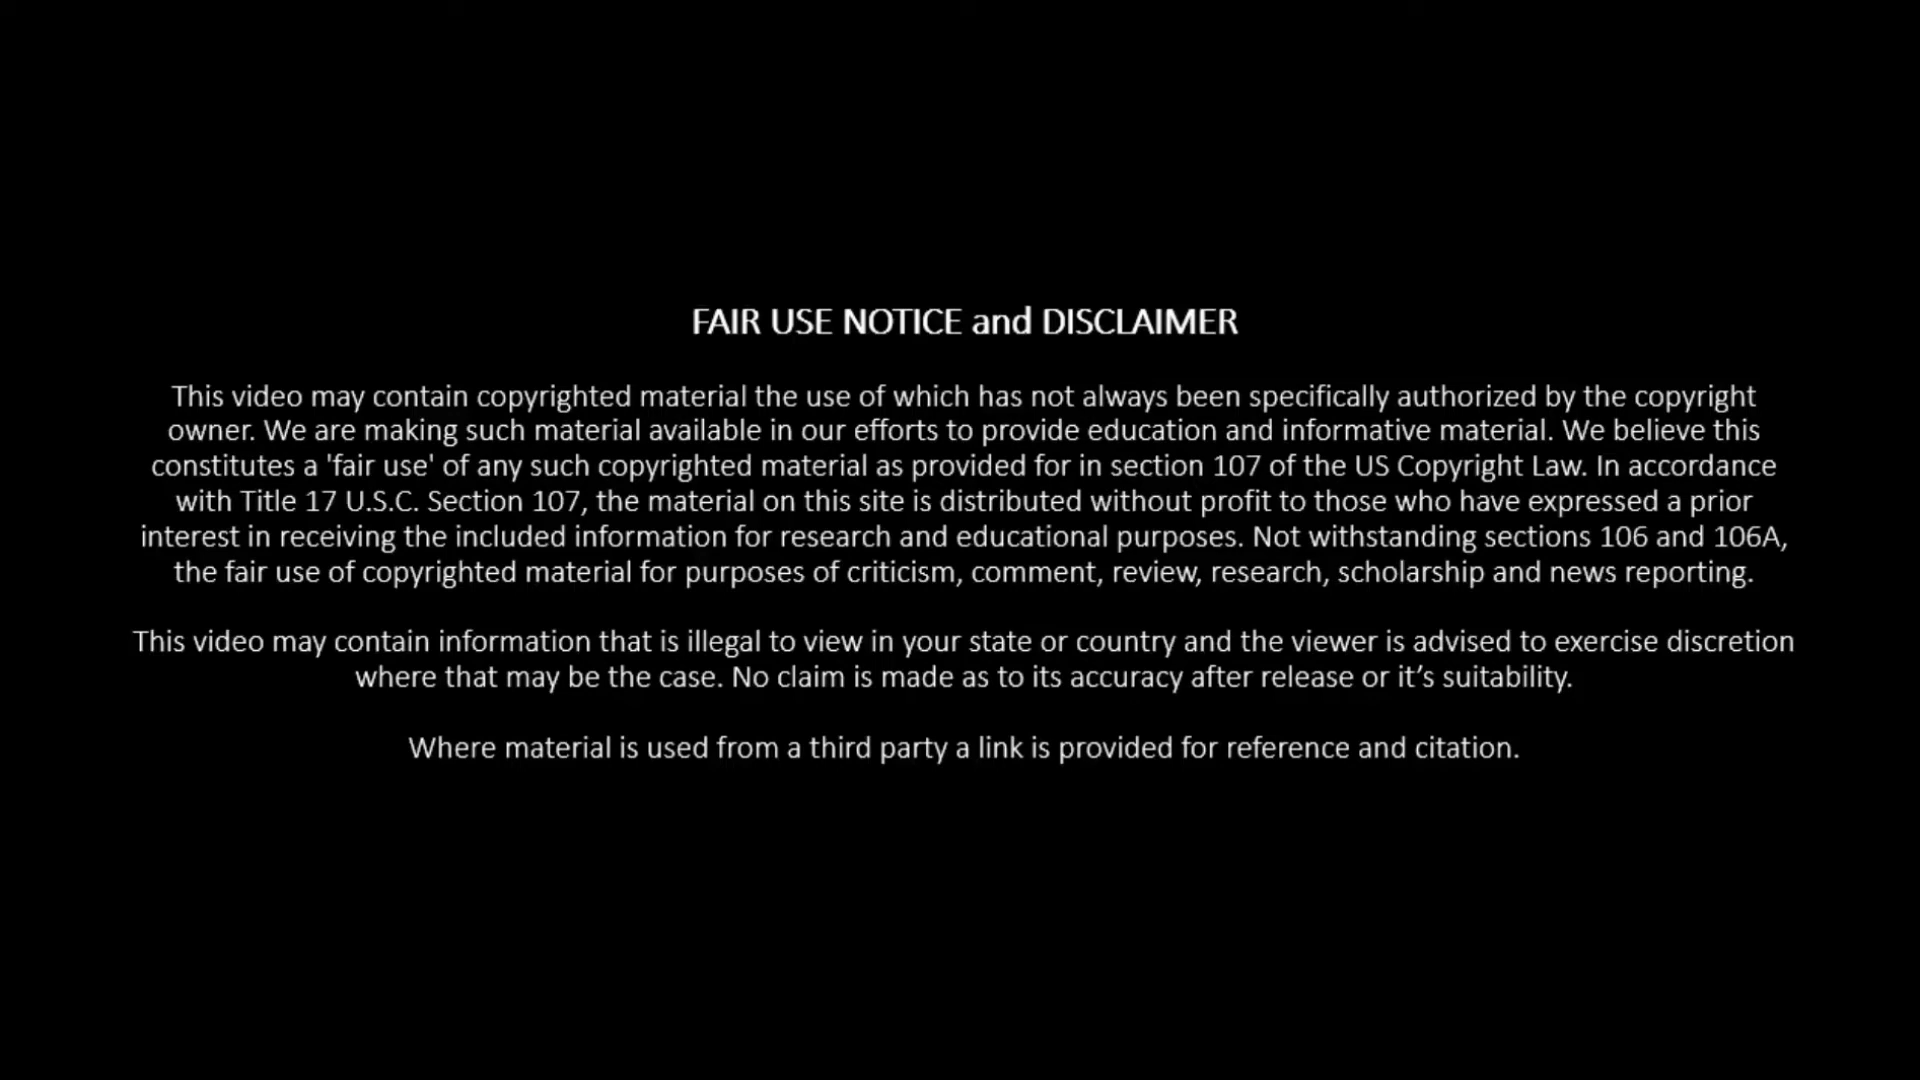 FAIR USE NOTICE and DISCLAIMER
This video may contain copyrighted material the use of which has not always been specifically authorized by the copyright
owner. We are making such material available in our efforts to provide education and informative material. We believe this
constitutes a 'fair use' of any such copyrighted material as provided for in section 107 of the US Copyright Law. In accordance
with Title 17 U.S.C. Section 107, the material on this site is distributed without profit to those who have expressed a prior
interest in receiving the included information for research and educational purposes. Not withstanding sections 106 and 106A,
the fair use of copyrighted material for purposes of criticism, comment, review, research, scholarship and news reporting.
This video may contain information that is illegal to view in your state or country and the viewer is advised to exercise discretion
where that may be the case. No claim is made as to its accuracy after release or it’s suitability.
Where material is used from a third party a link is provided for reference and citation.